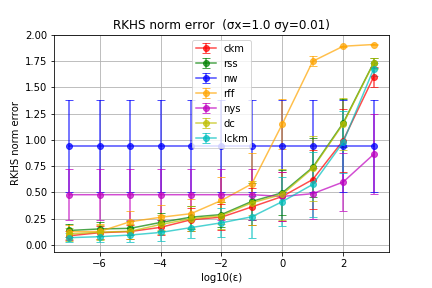 RKHS norm error (σx=1.0 σy=0.01)
RKHS norm error
2.00
1.75
1.50
1.25
1.00
0.75
0.50
0.25
0.00
ckm
rss
nw
rff
nys
dc
lckm
−6
−4
−2
0
2
log10(ε)